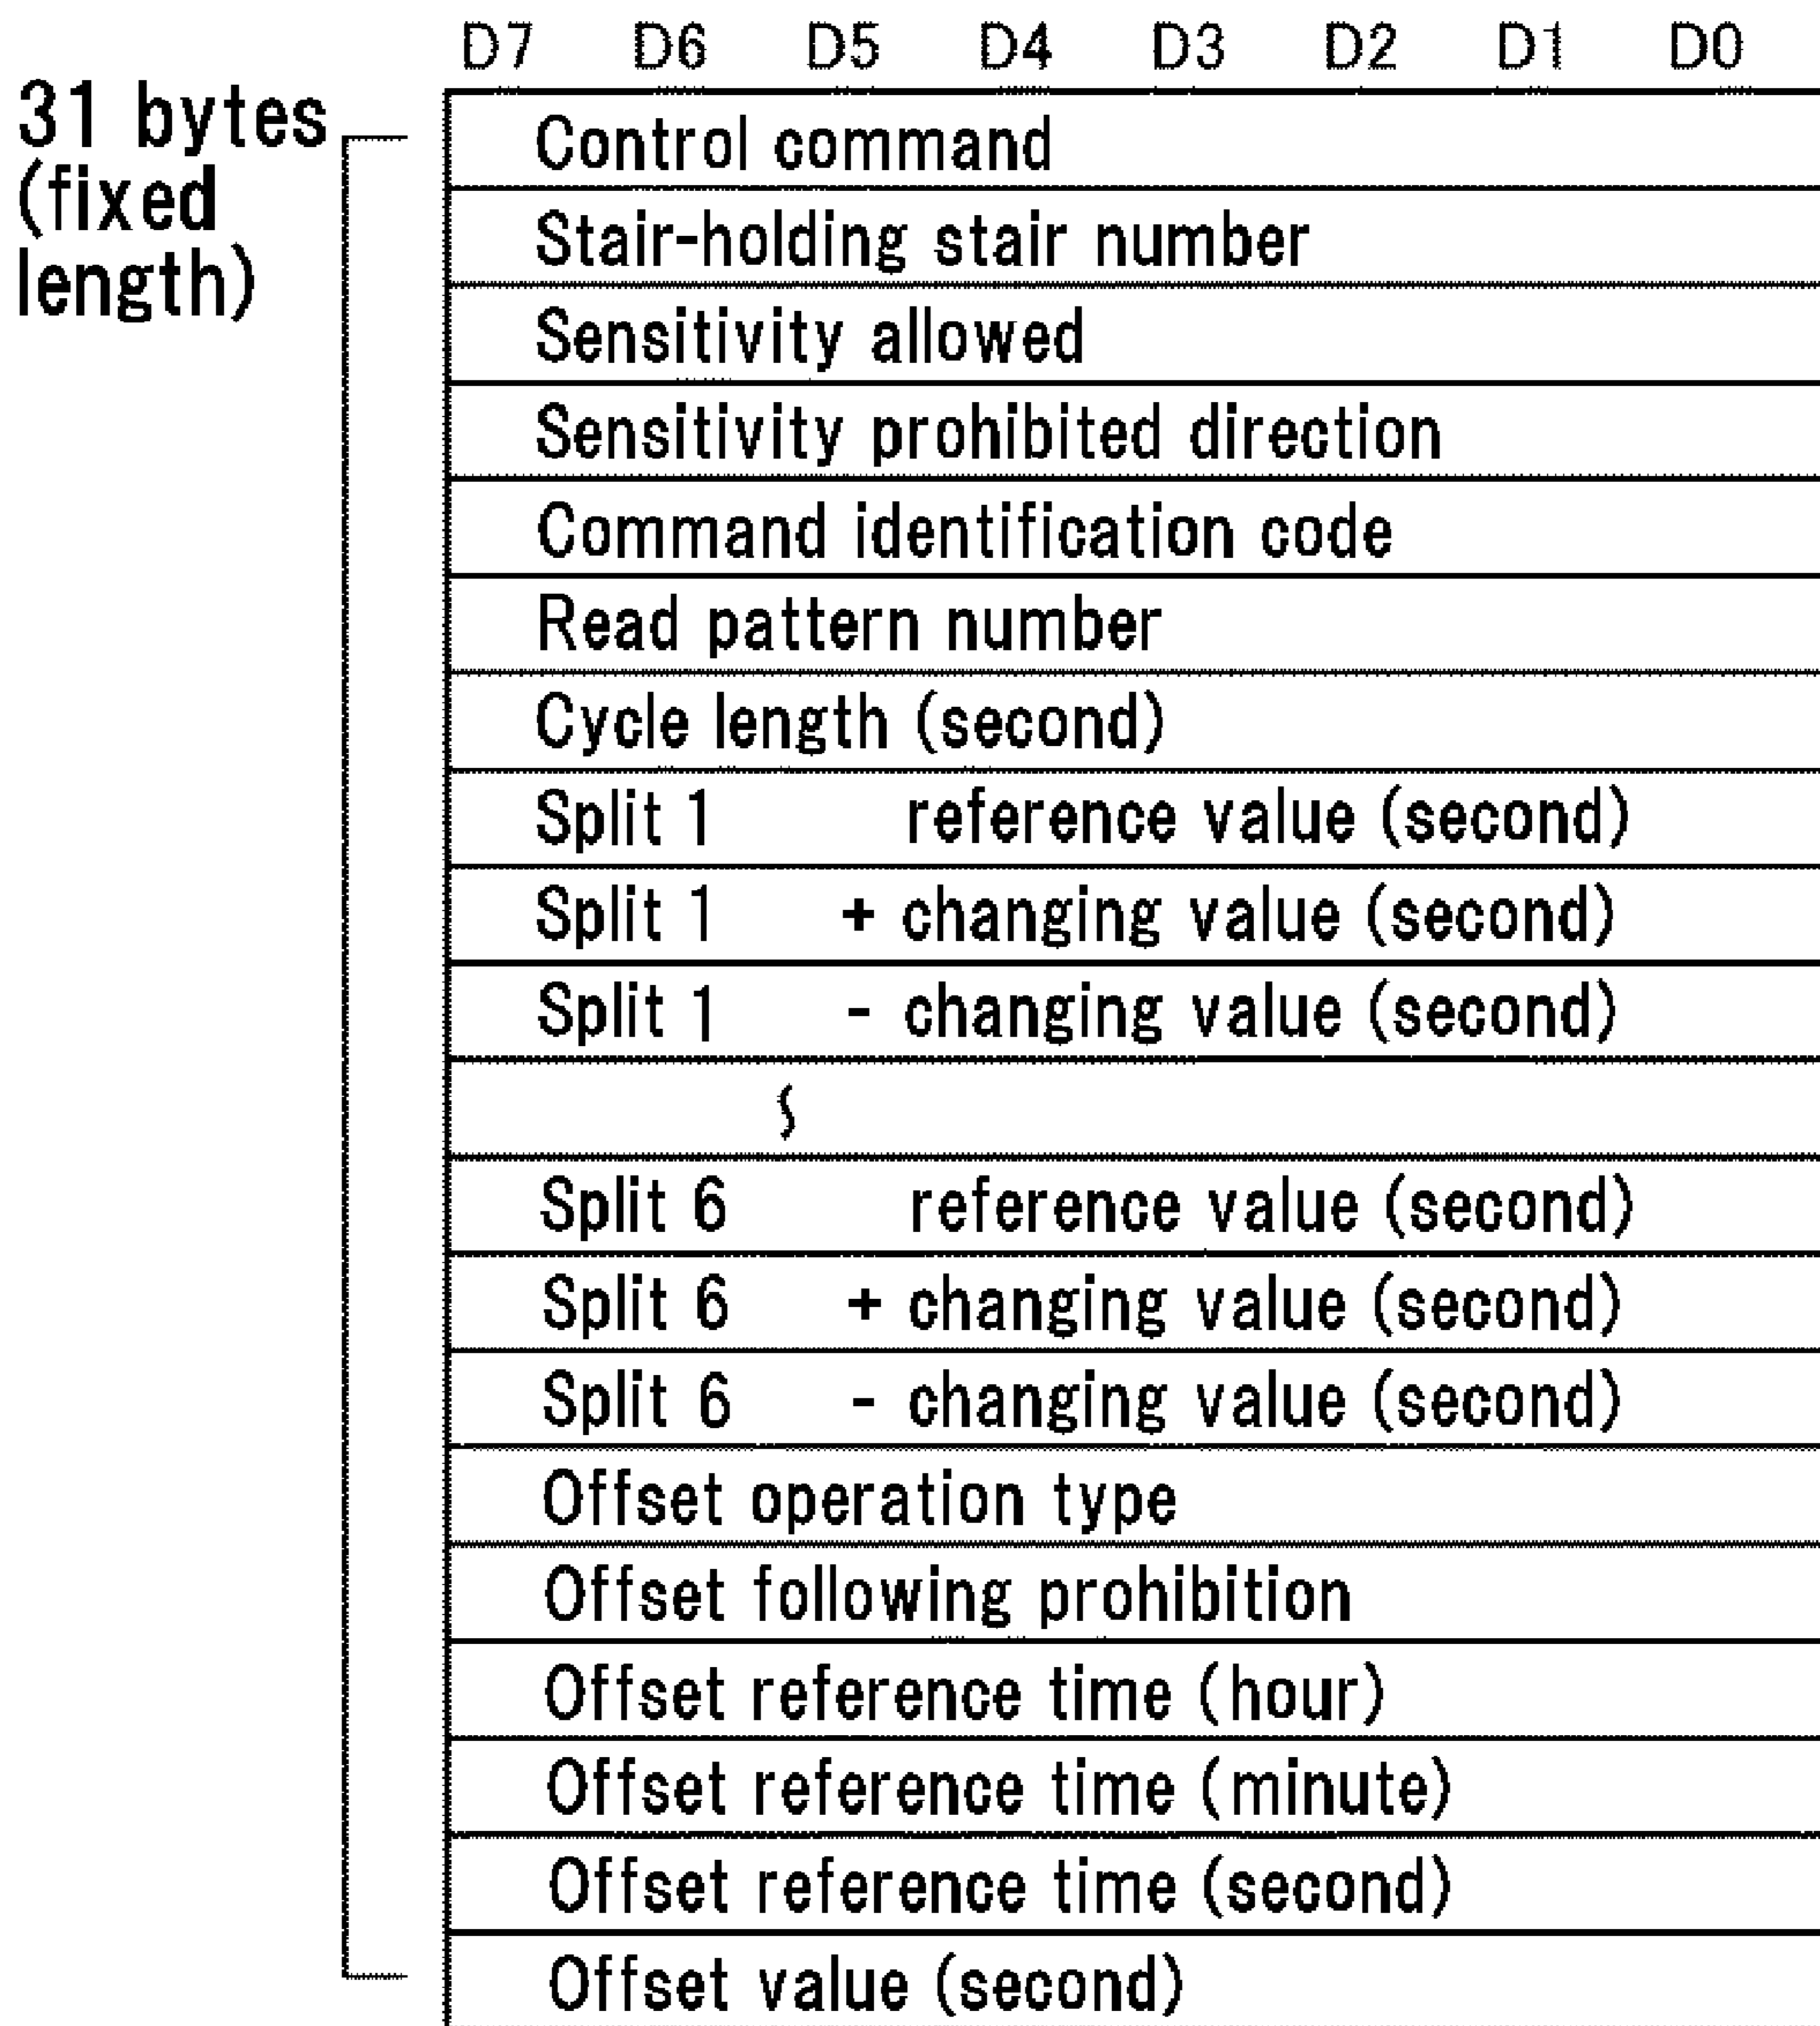 D7 D6 D5 D4 D3 D2 D1 D0
31 bytes
(fixed
length)
Control command
Stair-holding stair number
Sensitivity allowed
Sensitivity prohibited direction
Command identification code
Read pattern number
Cycle length (second)
Split 1 reference value (second)
Split 1 + changing value (second)
Split 1 - changing value (second)
Split 6 reference value (second)
Split 6 + changing value (second)
Split 6 - changing value (second)
Offset operation type
Offset following prohibition
Offset reference time (hour)
Offset reference time (minute)
Offset reference time (second)
Offset value (second)